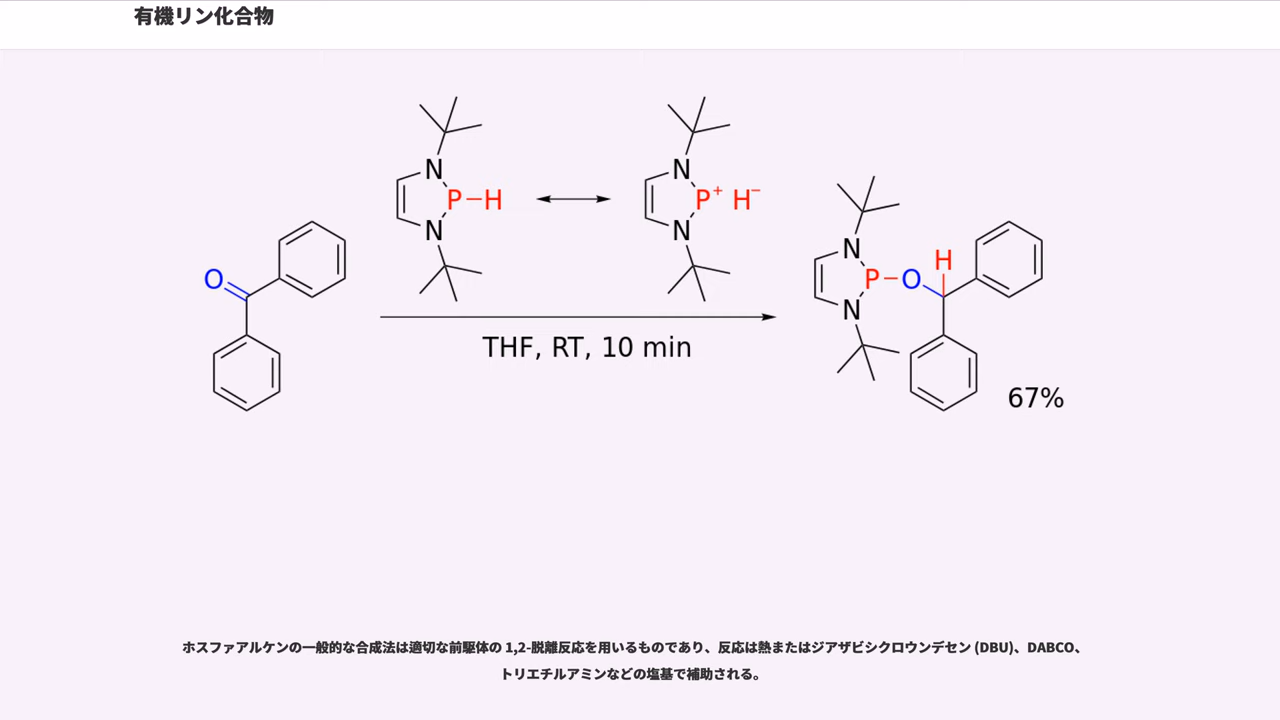 有機リン化合物
N
P–H
N
N
P⁺ H⁻
N
O
THF, RT, 10 min
N
P–O
H
N
67%
ホスファアルケンの一般的な合成法は適切な前駆体の 1,2-脱離反応を用いるものであり、反応は熱またはジアザビシクロウンデセン (DBU)、DABCO、
トリエチルアミンなどの塩基で補助される。